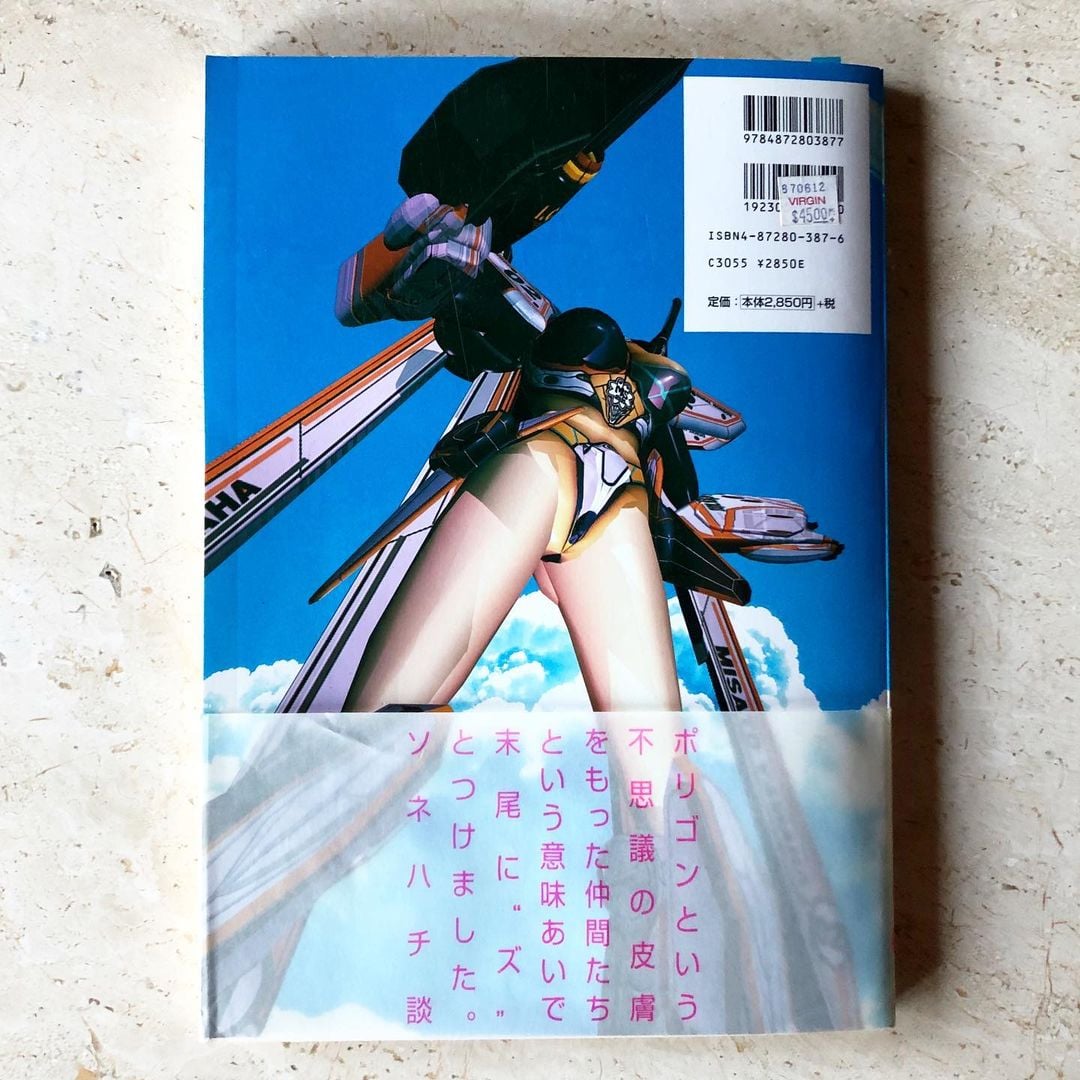 9784872803877
870612
VIRGIN
$4500
ISBN4-87280-387-6
C3055 ¥2850E
定価：本体2,850円+税
02
AHA
MISA
ポリゴンという
不思議の皮膚
をもった仲間たち
という意味あいで
末尾に“ズ”
とつけました。
ソネハチ談